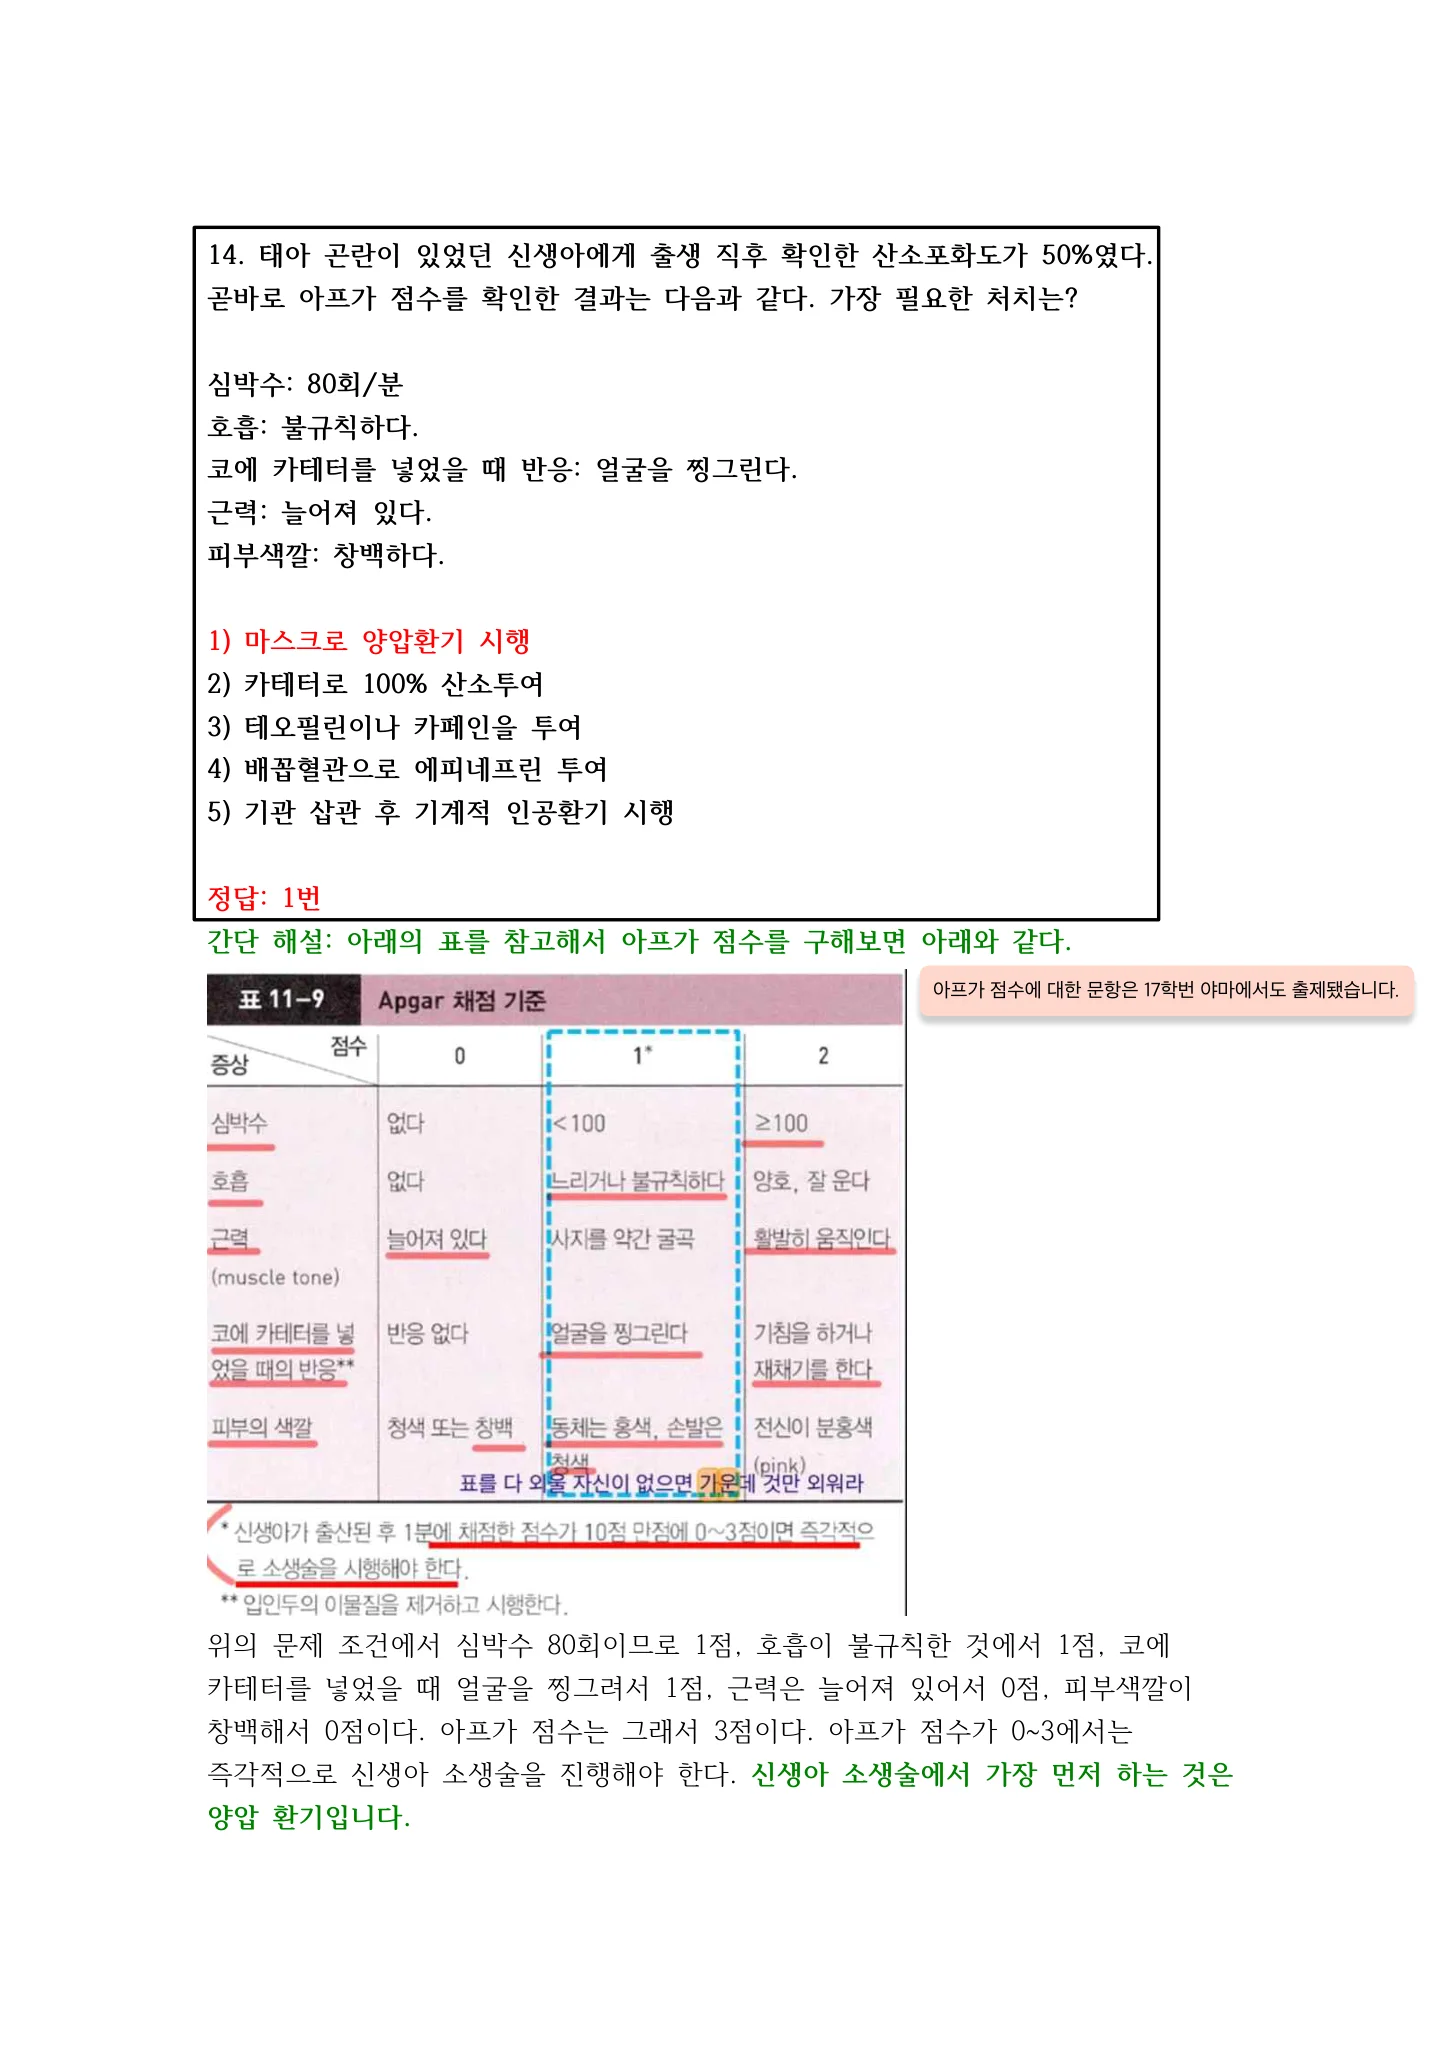 14. 태아 곤란이 있었던 신생아에게 출생 직후 확인한 산소포화도가 50%였다.
곧바로 아프가 점수를 확인한 결과는 다음과 같다. 가장 필요한 처치는?
심박수: 80회/분
호흡: 불규칙하다.
코에 카테터를 넣었을 때 반응: 얼굴을 찡그린다.
근력: 늘어져 있다.
피부색깔: 창백하다.
1) 마스크로 양압환기 시행
2) 카테터로 100% 산소투여
3) 테오필린이나 카페인을 투여
4) 배꼽혈관으로 에피네프린 투여
5) 기관 삽관 후 기계적 인공환기 시행
정답: 1번
간단 해설: 아래의 표를 참고해서 아프가 점수를 구해보면 아래와 같다.
아프가 점수에 대한 문항은 17학번 야마에서도 출제됐습니다.
표 11-9 Apgar 채점 기준
점수 0 1* 2
증상
심박수 없다 <100 ≥100
호흡 없다 느리거나 불규칙하다 양호, 잘 운다
근력 늘어져 있다 사지를 약간 굴곡 활발히 움직인다
(muscle tone)
코에 카테터를 넣 반응 없다 얼굴을 찡그린다 기침을 하거나
었을 때의 반응** 재채기를 한다
피부의 색깔 청색 또는 창백 동체는 홍색, 손발은 전신이 분홍색
청색 (pink)
표를 다 외울 자신이 없으면 가운데 것만 외워라
* 신생아가 출산된 후 1분에 채점한 점수가 10점 만점에 0~3점이면 즉각적으
로 소생술을 시행해야 한다.
** 입인두의 이물질을 제거하고 시행한다.
위의 문제 조건에서 심박수 80회이므로 1점, 호흡이 불규칙한 것에서 1점, 코에
카테터를 넣었을 때 얼굴을 찡그려서 1점, 근력은 늘어져 있어서 0점, 피부색깔이
창백해서 0점이다. 아프가 점수는 그래서 3점이다. 아프가 점수가 0~3에서는
즉각적으로 신생아 소생술을 진행해야 한다. 신생아 소생술에서 가장 먼저 하는 것은
양압 환기입니다.